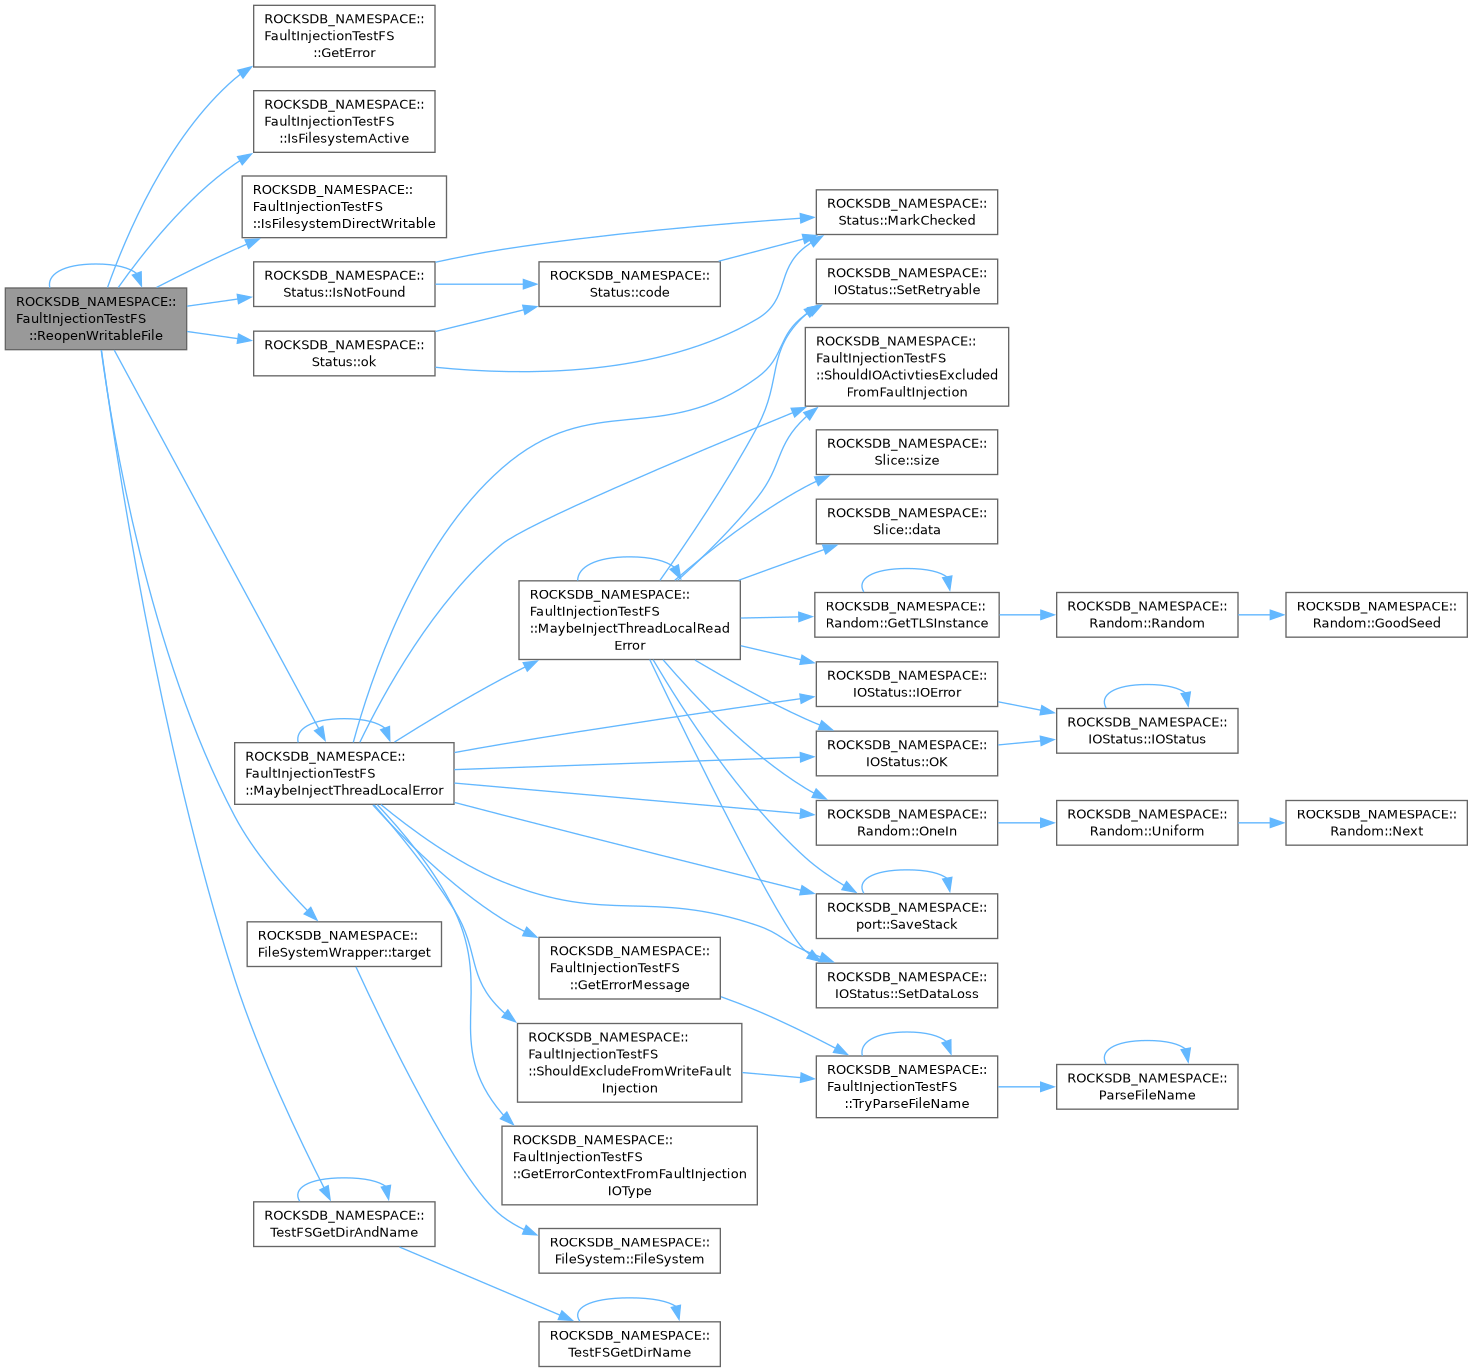 ROCKSDB_NAMESPACE::
FaultInjectionTestFS
::ReopenWritableFile
ROCKSDB_NAMESPACE::
FaultInjectionTestFS
::GetError
ROCKSDB_NAMESPACE::
FaultInjectionTestFS
::IsFilesystemActive
ROCKSDB_NAMESPACE::
FaultInjectionTestFS
::IsFilesystemDirectWritable
ROCKSDB_NAMESPACE::
Status::IsNotFound
ROCKSDB_NAMESPACE::
Status::ok
ROCKSDB_NAMESPACE::
FaultInjectionTestFS
::MaybeInjectThreadLocalError
ROCKSDB_NAMESPACE::
FileSystemWrapper::target
ROCKSDB_NAMESPACE::
TestFSGetDirAndName
ROCKSDB_NAMESPACE::
Status::code
ROCKSDB_NAMESPACE::
FaultInjectionTestFS
::MaybeInjectThreadLocalRead
Error
ROCKSDB_NAMESPACE::
FaultInjectionTestFS
::GetErrorMessage
ROCKSDB_NAMESPACE::
FaultInjectionTestFS
::ShouldExcludeFromWriteFault
Injection
ROCKSDB_NAMESPACE::
FaultInjectionTestFS
::GetErrorContextFromFaultInjection
IOType
ROCKSDB_NAMESPACE::
FileSystem::FileSystem
ROCKSDB_NAMESPACE::
TestFSGetDirName
ROCKSDB_NAMESPACE::
Status::MarkChecked
ROCKSDB_NAMESPACE::
IOStatus::SetRetryable
ROCKSDB_NAMESPACE::
FaultInjectionTestFS
::ShouldIOActivtiesExcluded
FromFaultInjection
ROCKSDB_NAMESPACE::
Slice::size
ROCKSDB_NAMESPACE::
Slice::data
ROCKSDB_NAMESPACE::
Random::GetTLSInstance
ROCKSDB_NAMESPACE::
IOStatus::IOError
ROCKSDB_NAMESPACE::
IOStatus::OK
ROCKSDB_NAMESPACE::
Random::OneIn
ROCKSDB_NAMESPACE::
port::SaveStack
ROCKSDB_NAMESPACE::
IOStatus::SetDataLoss
ROCKSDB_NAMESPACE::
FaultInjectionTestFS
::TryParseFileName
ROCKSDB_NAMESPACE::
Random::Random
ROCKSDB_NAMESPACE::
IOStatus::IOStatus
ROCKSDB_NAMESPACE::
Random::Uniform
ROCKSDB_NAMESPACE::
ParseFileName
ROCKSDB_NAMESPACE::
Random::GoodSeed
ROCKSDB_NAMESPACE::
Random::Next